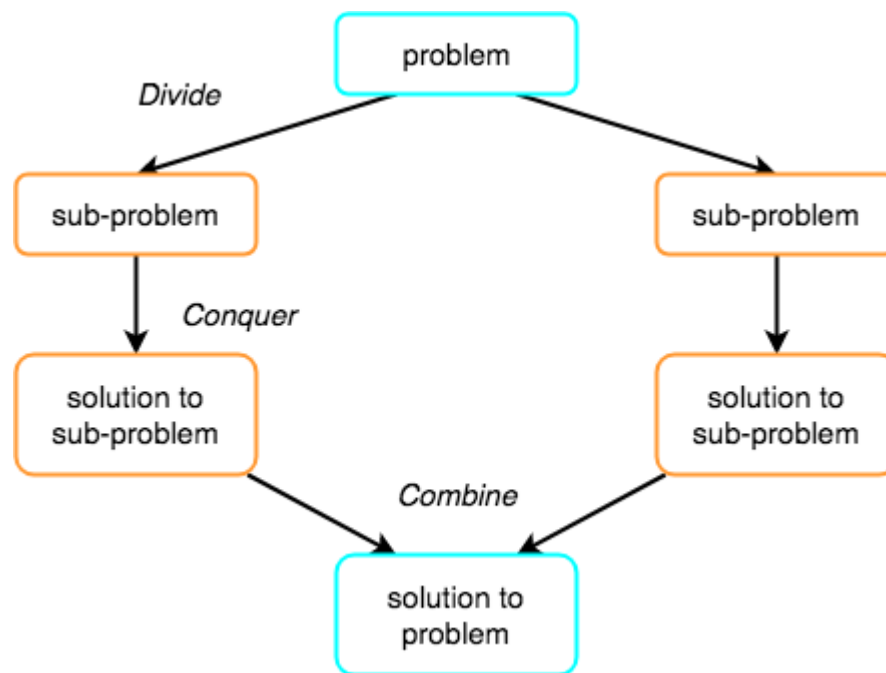 problem
Divide
sub-problem
sub-problem
Conquer
solution to
sub-problem
solution to
sub-problem
Combine
solution to
problem